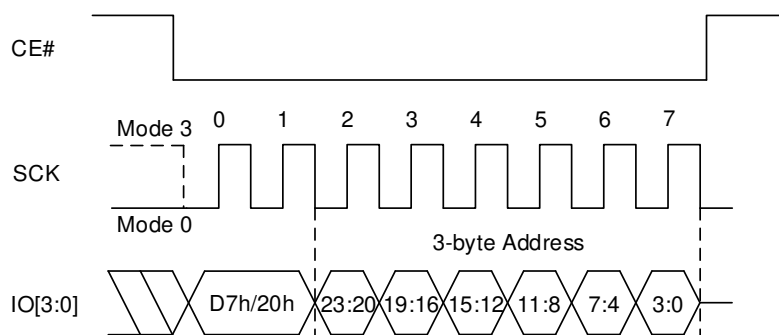 CE#
Mode 3 0 1 2 3 4 5 6 7
SCK
Mode 0
3-byte Address
IO[3:0] D7h/20h 23:20 19:16 15:12 11:8 7:4 3:0